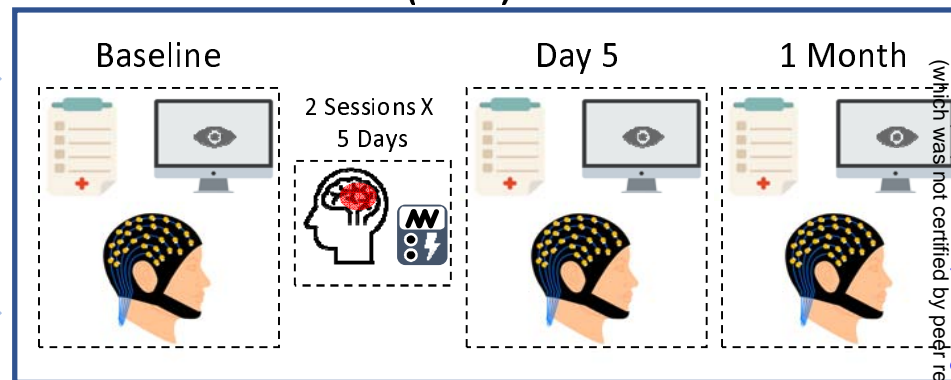 Baseline
2 Sessions X
5 Days
Day 5
1 Month
(which was not certified by peer re